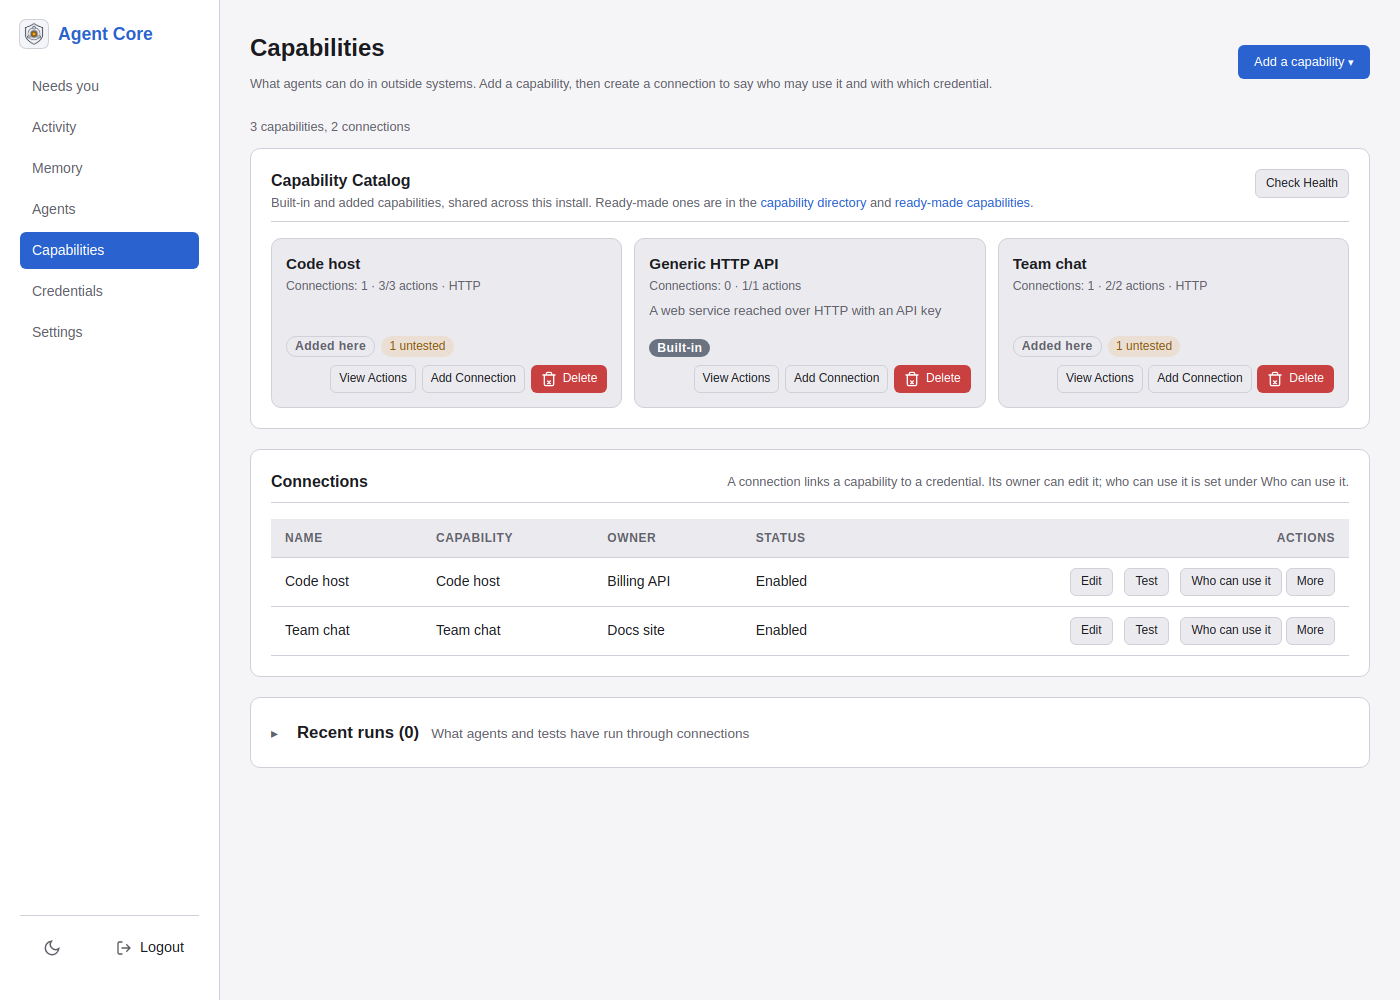 Agent Core
Needs you
Activity
Memory
Agents
Capabilities
Credentials
Settings
Logout
Capabilities
What agents can do in outside systems. Add a capability, then create a connection to say who may use it and with which credential.
Add a capability ▾
3 capabilities, 2 connections
Capability Catalog
Built-in and added capabilities, shared across this install. Ready-made ones are in the capability directory and ready-made capabilities.
Check Health
Code host
Connections: 1 · 3/3 actions · HTTP
Added here 1 untested
View Actions Add Connection Delete
Generic HTTP API
Connections: 0 · 1/1 actions
A web service reached over HTTP with an API key
Built-in
View Actions Add Connection Delete
Team chat
Connections: 1 · 2/2 actions · HTTP
Added here 1 untested
View Actions Add Connection Delete
Connections
A connection links a capability to a credential. Its owner can edit it; who can use it is set under Who can use it.
NAME CAPABILITY OWNER STATUS ACTIONS
Code host Code host Billing API Enabled Edit Test Who can use it More
Team chat Team chat Docs site Enabled Edit Test Who can use it More
▸ Recent runs (0) What agents and tests have run through connections